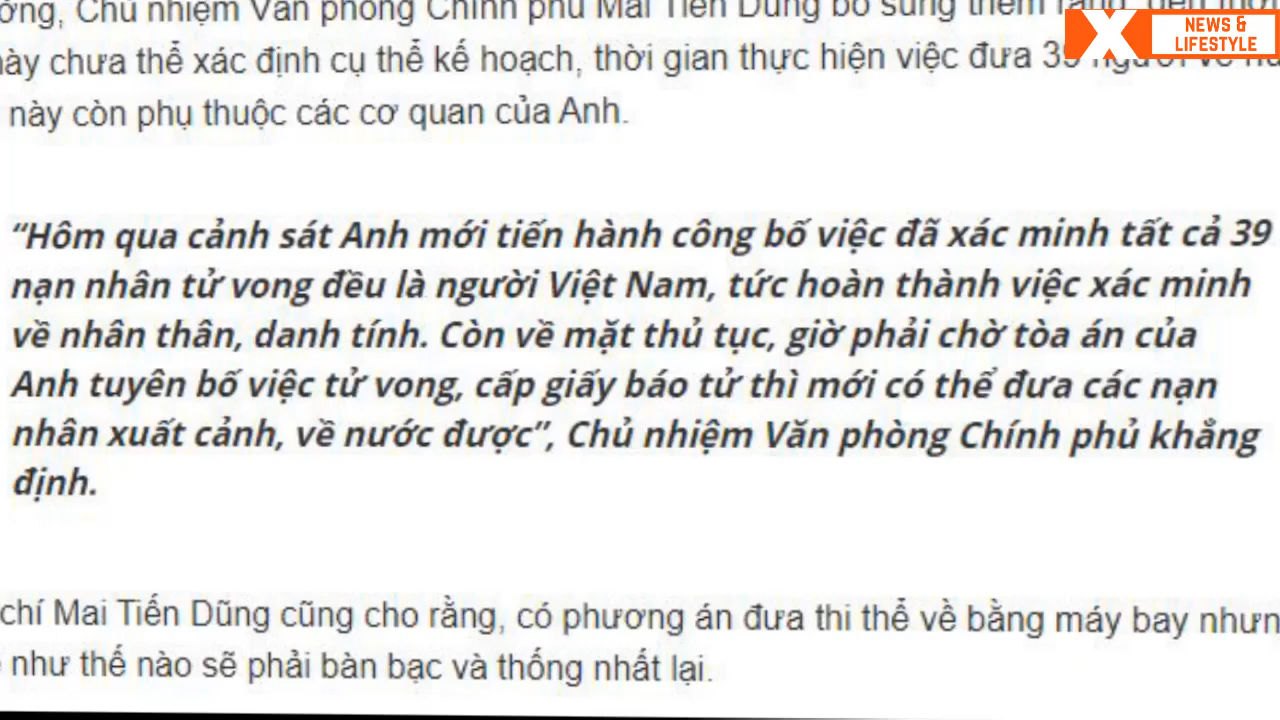 Chủ nhiệm Văn phòng Chính phủ Mai Tiến Dũng bổ sung thêm
NEWS &
LIFESTYLE
chưa thể xác định cụ thể kế hoạch, thời gian thực hiện việc đưa
này còn phụ thuộc các cơ quan của Anh.
“Hôm qua cảnh sát Anh mới tiến hành công bố việc đã xác minh tất cả 39
nạn nhân tử vong đều là người Việt Nam, tức hoàn thành việc xác minh
về nhân thân, danh tính. Còn về mặt thủ tục, giờ phải chờ tòa án của
Anh tuyên bố việc tử vong, cấp giấy báo tử thì mới có thể đưa các nạn
nhân xuất cảnh, về nước được”, Chủ nhiệm Văn phòng Chính phủ khẳng
định.
chí Mai Tiến Dũng cũng cho rằng, có phương án đưa thi thể về bằng máy bay
như thế nào sẽ phải bàn bạc và thống nhất lại.